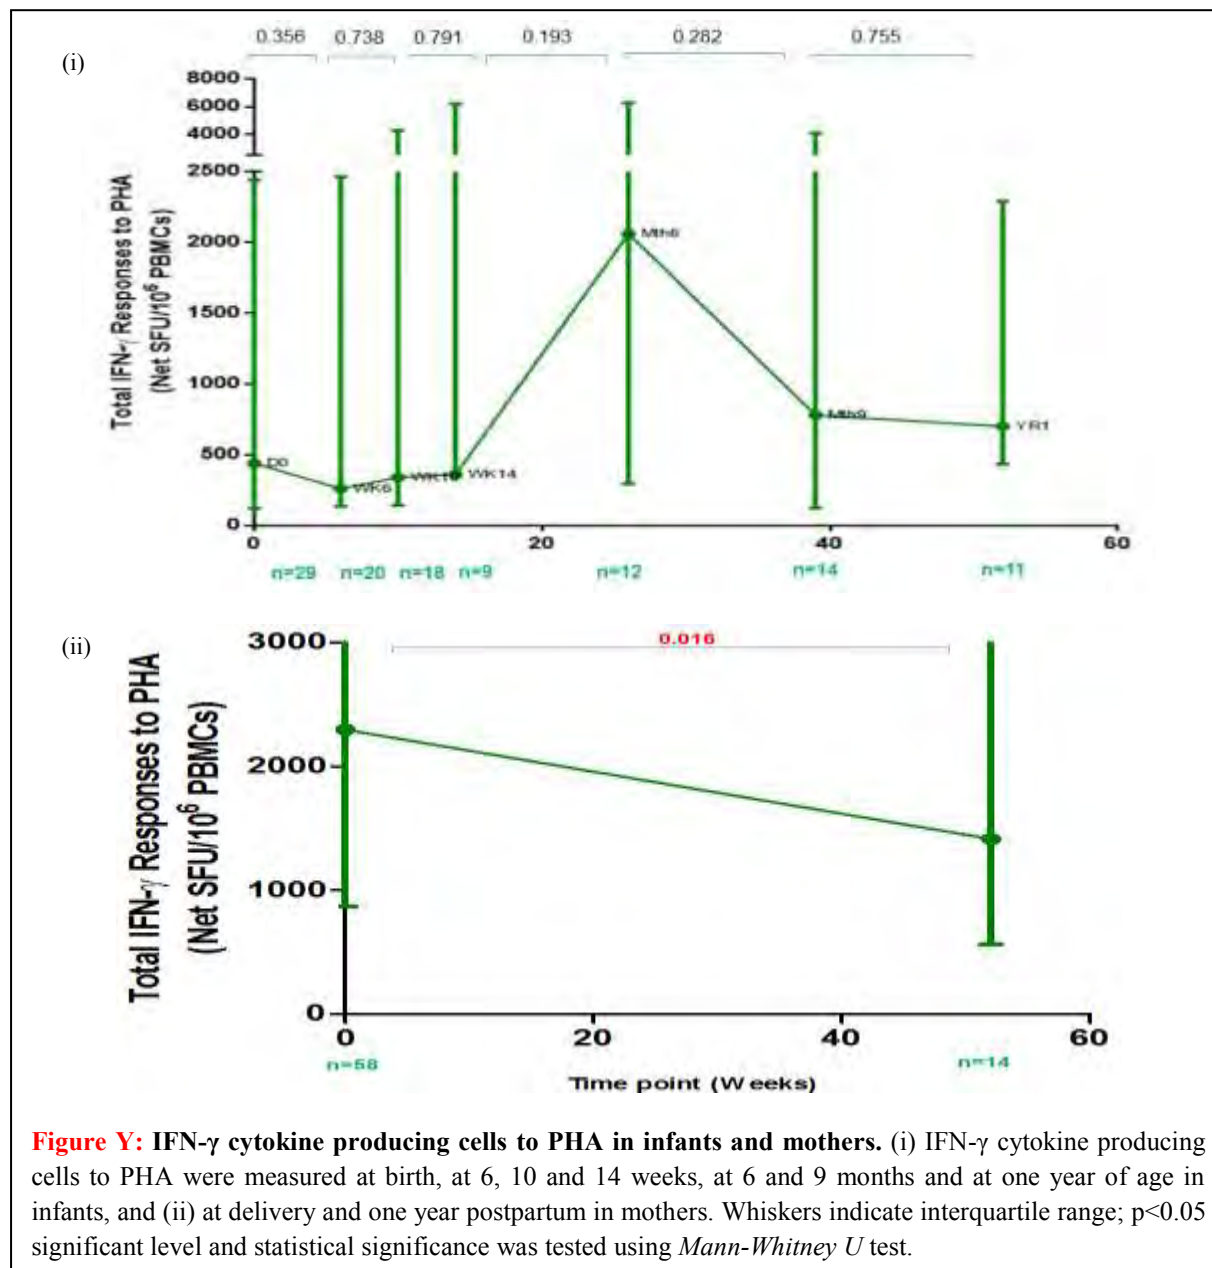 0.356 0.738 0.791 0.193 0.282 0.755
(i)
Total IFN-γ Responses to PHA
(Net SFU/10⁶ PBMCs)
8000
6000
4000
2500
2000
1500
1000
500
0
D0 WK6 WK10 WK14 Mth6 Mth9 YR1
0 20 40 60
n=29 n=20 n=18 n=9 n=12 n=14 n=11
(ii)
Total IFN-γ Responses to PHA
(Net SFU/10⁶ PBMCs)
0.016
3000
2000
1000
0
0 20 40 60
n=58 n=14
Time point (Weeks)
Figure Y: IFN-γ cytokine producing cells to PHA in infants and mothers. (i) IFN-γ cytokine producing
cells to PHA were measured at birth, at 6, 10 and 14 weeks, at 6 and 9 months and at one year of age in
infants, and (ii) at delivery and one year postpartum in mothers. Whiskers indicate interquartile range; p<0.05
significant level and statistical significance was tested using Mann-Whitney U test.